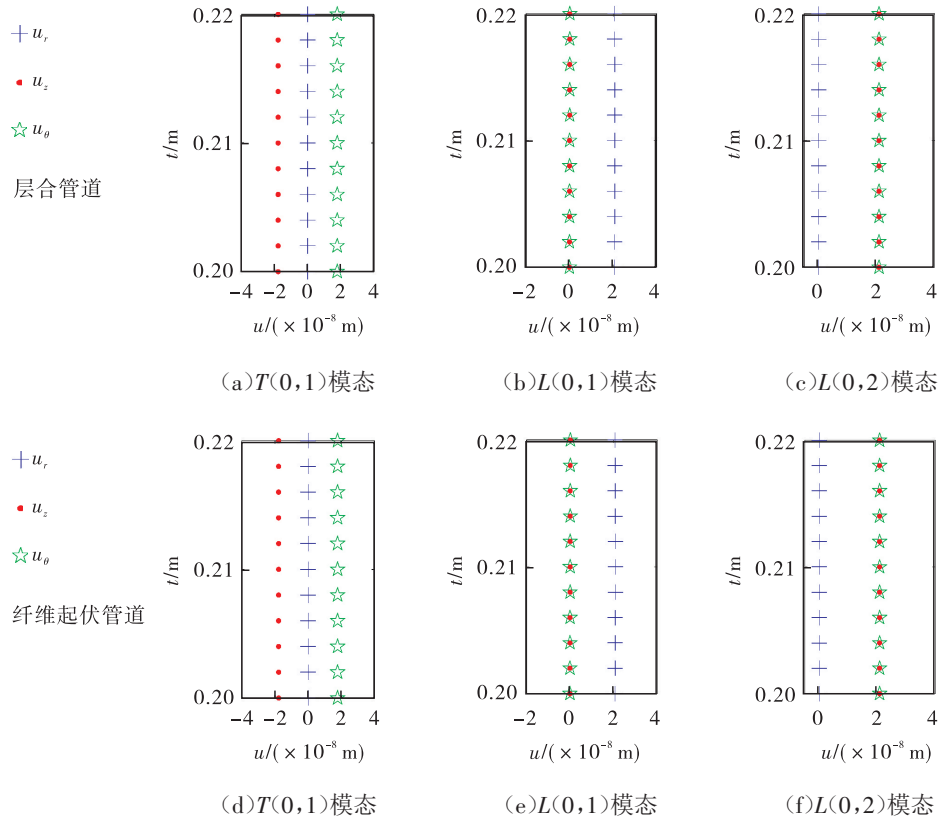 u_r
u_z
u_θ
层合管道
t/m
0.22
0.21
0.20
−4 −2 0 2 4
u/(×10⁻⁸ m)
(a)T(0,1)模态
t/m
0.22
0.21
0.20
−2 0 2 4
u/(×10⁻⁸ m)
(b)L(0,1)模态
t/m
0.22
0.21
0.20
0 2 4
u/(×10⁻⁸ m)
(c)L(0,2)模态
u_r
u_z
u_θ
纤维起伏管道
t/m
0.22
0.21
0.20
−4 −2 0 2 4
u/(×10⁻⁸ m)
(d)T(0,1)模态
t/m
0.22
0.21
0.20
−2 0 2 4
u/(×10⁻⁸ m)
(e)L(0,1)模态
t/m
0.22
0.21
0.20
0 2 4
u/(×10⁻⁸ m)
(f)L(0,2)模态